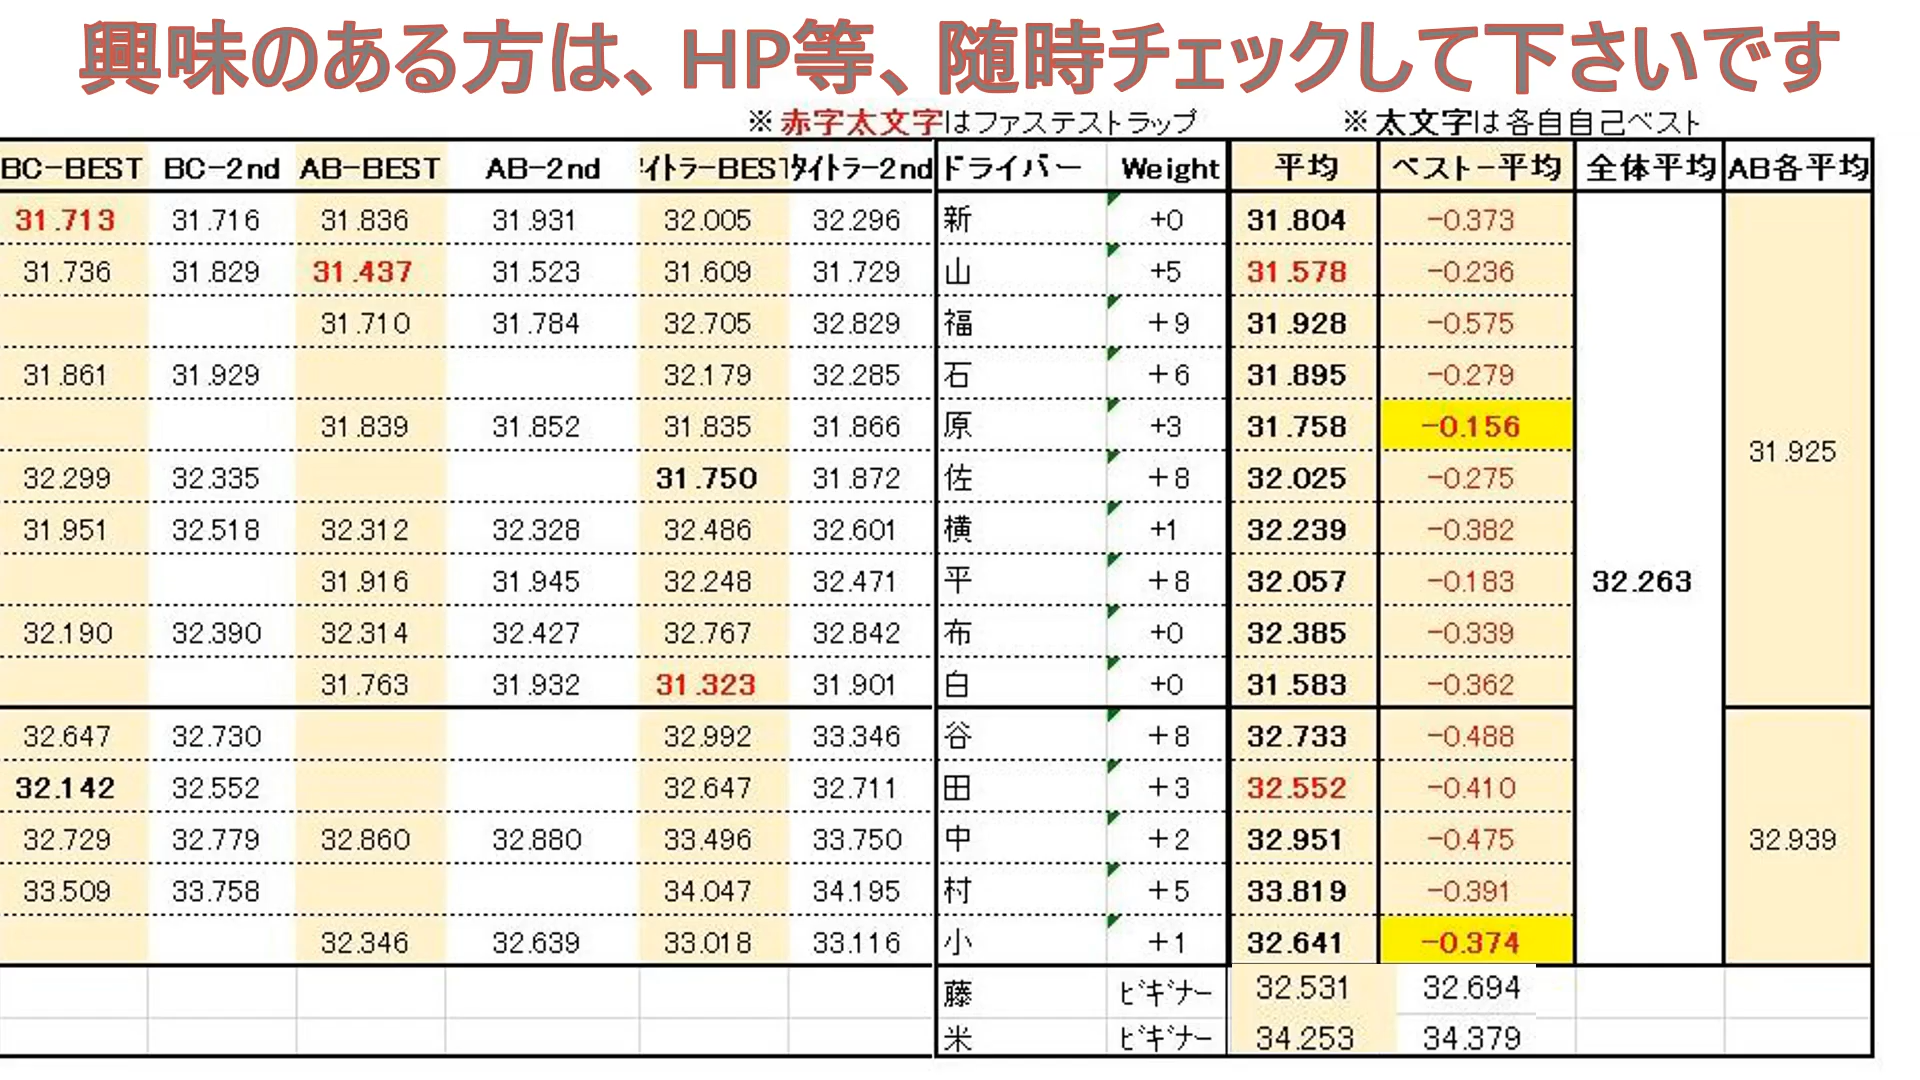 興味のある方は、HP等、随時チェックして下さいです
※赤字太文字はファステストラップ ※太文字は各自自己ベスト
BC-BEST BC-2nd AB-BEST AB-2nd イトラ-BEST タイトラ-2nd ドライバー Weight 平均 ベスト-平均 全体平均 AB各平均
31.713 31.716 31.836 31.931 32.005 32.296 新 +0 31.804 -0.373
31.736 31.829 31.437 31.523 31.609 31.729 山 +5 31.578 -0.236
31.710 31.784 32.705 32.829 福 +9 31.928 -0.575
31.861 31.929 32.179 32.285 石 +6 31.895 -0.279
31.839 31.852 31.835 31.866 原 +3 31.758 -0.156
31.925
32.299 32.335 31.750 31.872 佐 +8 32.025 -0.275
31.951 32.518 32.312 32.328 32.486 32.601 横 +1 32.239 -0.382
31.916 31.945 32.248 32.471 平 +8 32.057 -0.183 32.263
32.190 32.390 32.314 32.427 32.767 32.842 布 +0 32.385 -0.339
31.763 31.932 31.323 31.901 白 +0 31.583 -0.362
32.647 32.730 32.992 33.346 谷 +8 32.733 -0.488
32.142 32.552 32.647 32.711 田 +3 32.552 -0.410
32.729 32.779 32.860 32.880 33.496 33.750 中 +2 32.951 -0.475 32.939
33.509 33.758 34.047 34.195 村 +5 33.819 -0.391
32.346 32.639 33.018 33.116 小 +1 32.641 -0.374
藤 ビギナー 32.531 32.694
米 ビギナー 34.253 34.379